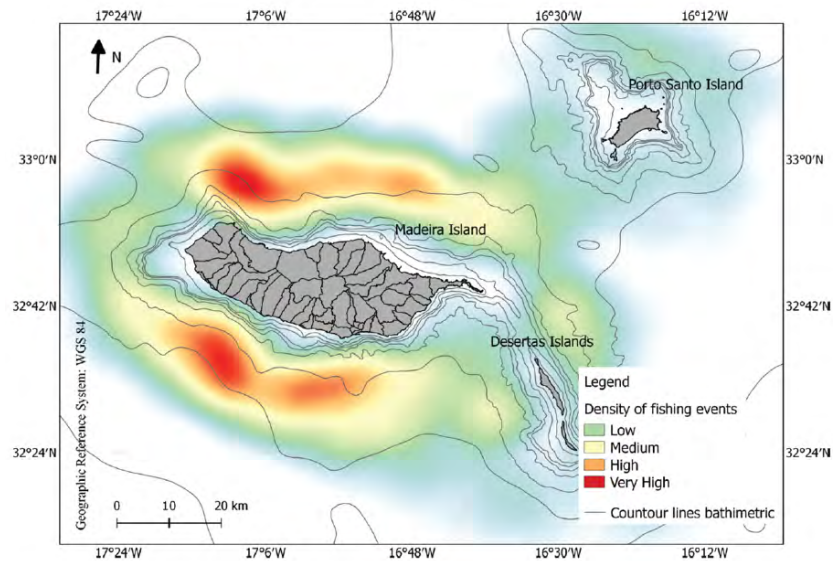 17°24′W 17°6′W 16°48′W 16°30′W 16°12′W
N
Porto Santo Island
33°0′N 33°0′N
Madeira Island
32°42′N 32°42′N
Desertas Islands
Geographic Reference System: WGS 84
Legend
Density of fishing events
Low
Medium
High
Very High
Countour lines bathimetric
32°24′N 32°24′N
0 10 20 km
17°24′W 17°6′W 16°48′W 16°30′W 16°12′W